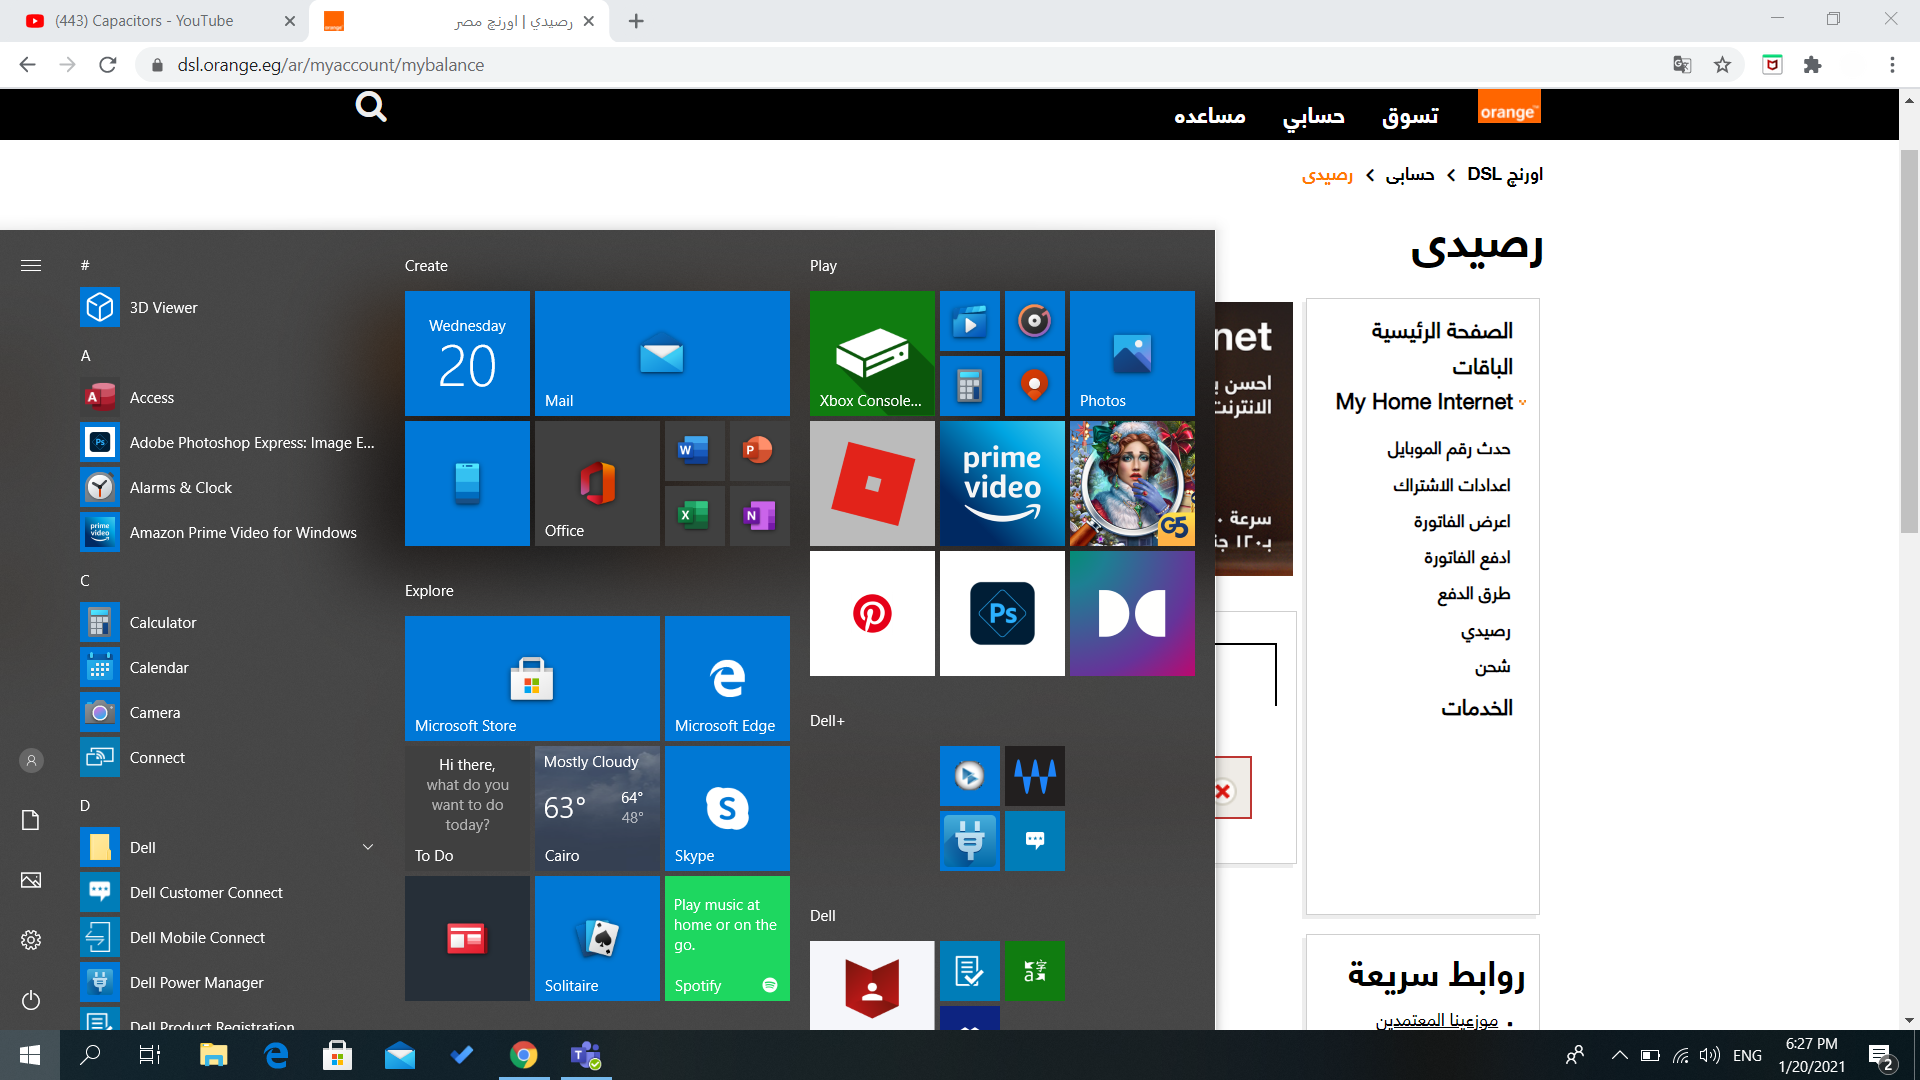 (443) Capacitors - YouTube
رصيدي | اورنچ مصر
dsl.orange.eg/ar/myaccount/mybalance
orange
تسوق
حسابي
مساعده
اورنچ DSL
حسابى
رصيدى
رصيدى
#
3D Viewer
A
Access
Adobe Photoshop Express: Image E...
Alarms & Clock
Amazon Prime Video for Windows
C
Calculator
Calendar
Camera
Connect
D
Dell
Dell Customer Connect
Dell Mobile Connect
Dell Power Manager
Dell Product Registration
Create
Wednesday
20
Mail
Office
Explore
Microsoft Store
Microsoft Edge
Hi there,
what do you
want to do
today?
To Do
Mostly Cloudy
63°
64°
48°
Cairo
Skype
Solitaire
Play music at
home or on the
go.
Spotify
Play
Xbox Console...
Photos
prime
video
G5
Ps
Dell+
Dell
net
احسن
الانترنت
سرعة
بـ١٢٠
الصفحة الرئيسية
الباقات
My Home Internet
حدث رقم الموبايل
اعدادات الاشتراك
اعرض الفاتورة
ادفع الفاتورة
طرق الدفع
رصيدي
شحن
الخدمات
روابط سريعة
موزعينا المعتمدين
ENG
6:27 PM
1/20/2021
2